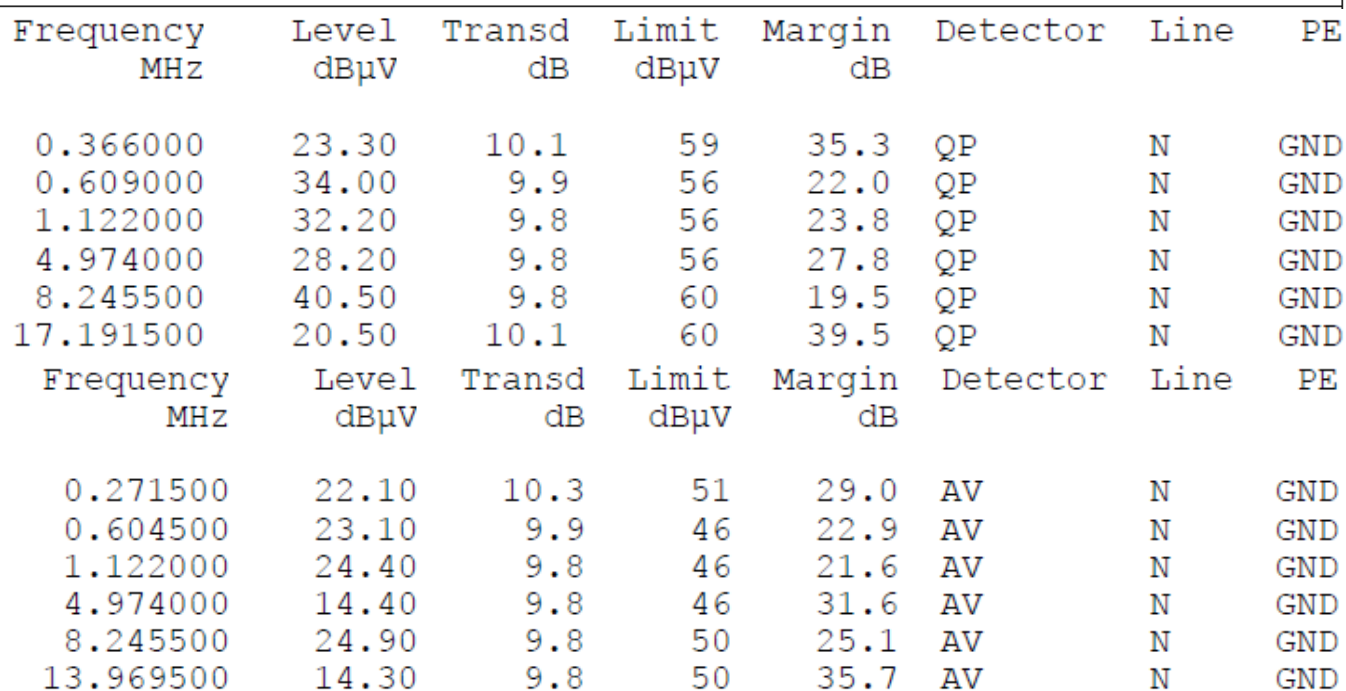 Frequency Level Transd Limit Margin Detector Line PE
MHz dBµV dB dBµV dB
0.366000 23.30 10.1 59 35.3 QP N GND
0.609000 34.00 9.9 56 22.0 QP N GND
1.122000 32.20 9.8 56 23.8 QP N GND
4.974000 28.20 9.8 56 27.8 QP N GND
8.245500 40.50 9.8 60 19.5 QP N GND
17.191500 20.50 10.1 60 39.5 QP N GND
Frequency Level Transd Limit Margin Detector Line PE
MHz dBµV dB dBµV dB
0.271500 22.10 10.3 51 29.0 AV N GND
0.604500 23.10 9.9 46 22.9 AV N GND
1.122000 24.40 9.8 46 21.6 AV N GND
4.974000 14.40 9.8 46 31.6 AV N GND
8.245500 24.90 9.8 50 25.1 AV N GND
13.969500 14.30 9.8 50 35.7 AV N GND